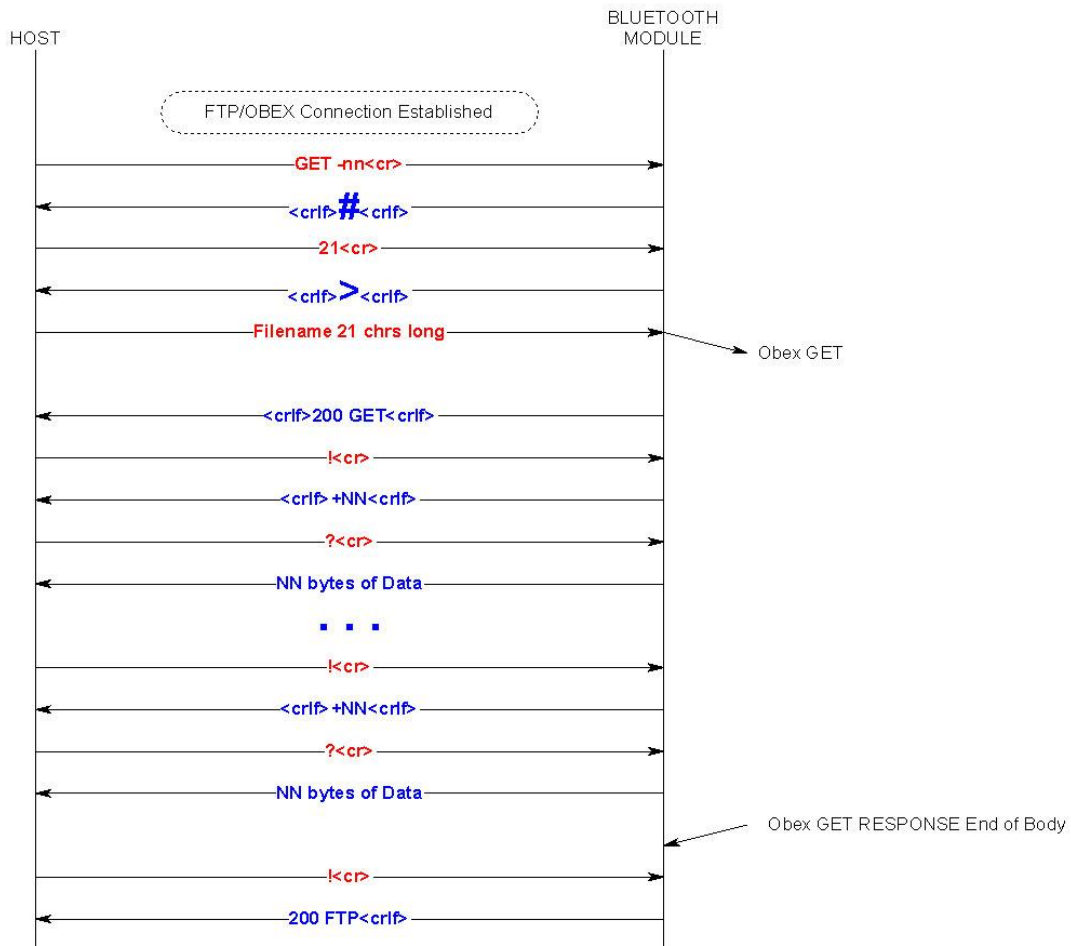 HOST
BLUETOOTH
MODULE
FTP/OBEX Connection Established
GET -nn<cr>
<crlf>#<crlf>
21<cr>
<crlf>><crlf>
Filename 21 chrs long
Obex GET
<crlf>200 GET<crlf>
!<cr>
<crlf>+NN<crlf>
?<cr>
NN bytes of Data
. . .
!<cr>
<crlf>+NN<crlf>
?<cr>
NN bytes of Data
Obex GET RESPONSE End of Body
!<cr>
200 FTP<crlf>